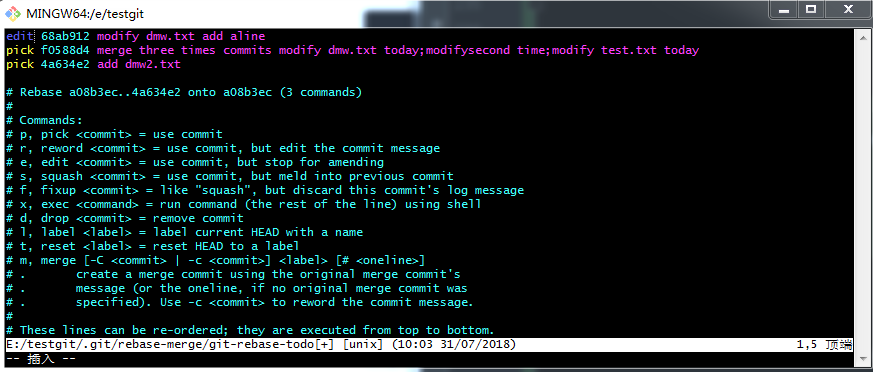 MINGW64:/e/testgit
edit 68ab912 modify dmw.txt add aline
pick f0588d4 merge three times commits modify dmw.txt today;modifysecond time;modify test.txt today
pick 4a634e2 add dmw2.txt
# Rebase a08b3ec..4a634e2 onto a08b3ec (3 commands)
#
# Commands:
# p, pick <commit> = use commit
# r, reword <commit> = use commit, but edit the commit message
# e, edit <commit> = use commit, but stop for amending
# s, squash <commit> = use commit, but meld into previous commit
# f, fixup <commit> = like "squash", but discard this commit's log message
# x, exec <command> = run command (the rest of the line) using shell
# d, drop <commit> = remove commit
# l, label <label> = label current HEAD with a name
# t, reset <label> = reset HEAD to a label
# m, merge [-C <commit> | -c <commit>] <label> [# <oneline>]
# .       create a merge commit using the original merge commit's
# .       message (or the oneline, if no original merge commit was
# .       specified). Use -c <commit> to reword the commit message.
#
# These lines can be re-ordered; they are executed from top to bottom.
E:/testgit/.git/rebase-merge/git-rebase-todo[+] [unix] (10:03 31/07/2018) 1,5 顶端
-- 插入 --